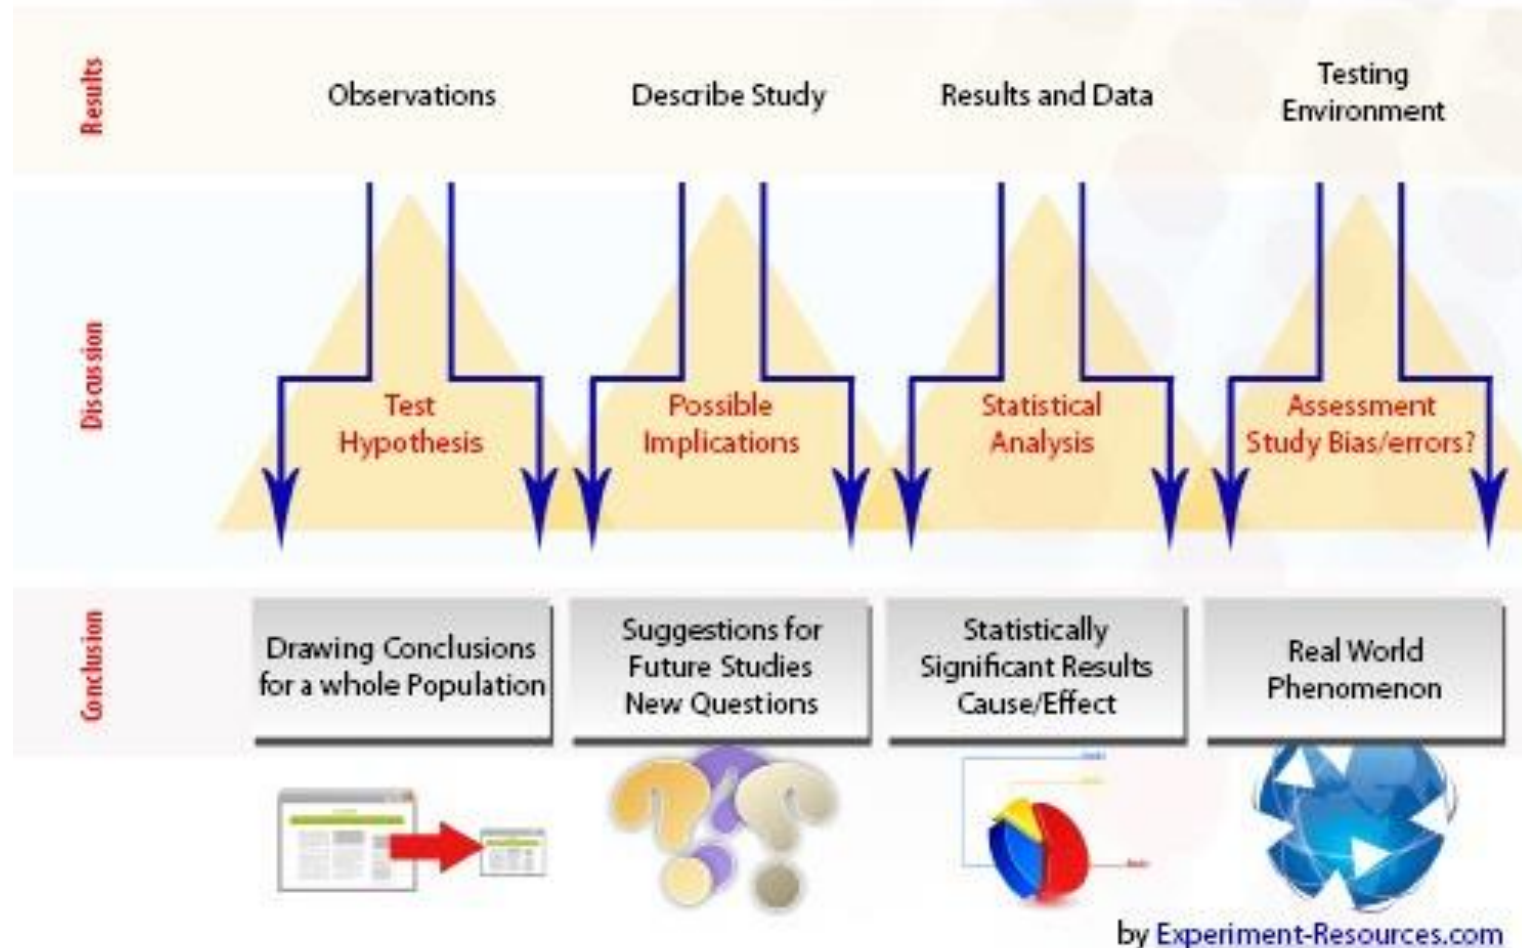 Results
Observations
Describe Study
Results and Data
Testing
Environment
Discussion
Test
Hypothesis
Possible
Implications
Statistical
Analysis
Assessment
Study Bias/errors?
Conclusion
Drawing Conclusions
for a whole Population
Suggestions for
Future Studies
New Questions
Statistically
Significant Results
Cause/Effect
Real World
Phenomenon
by Experiment-Resources.com